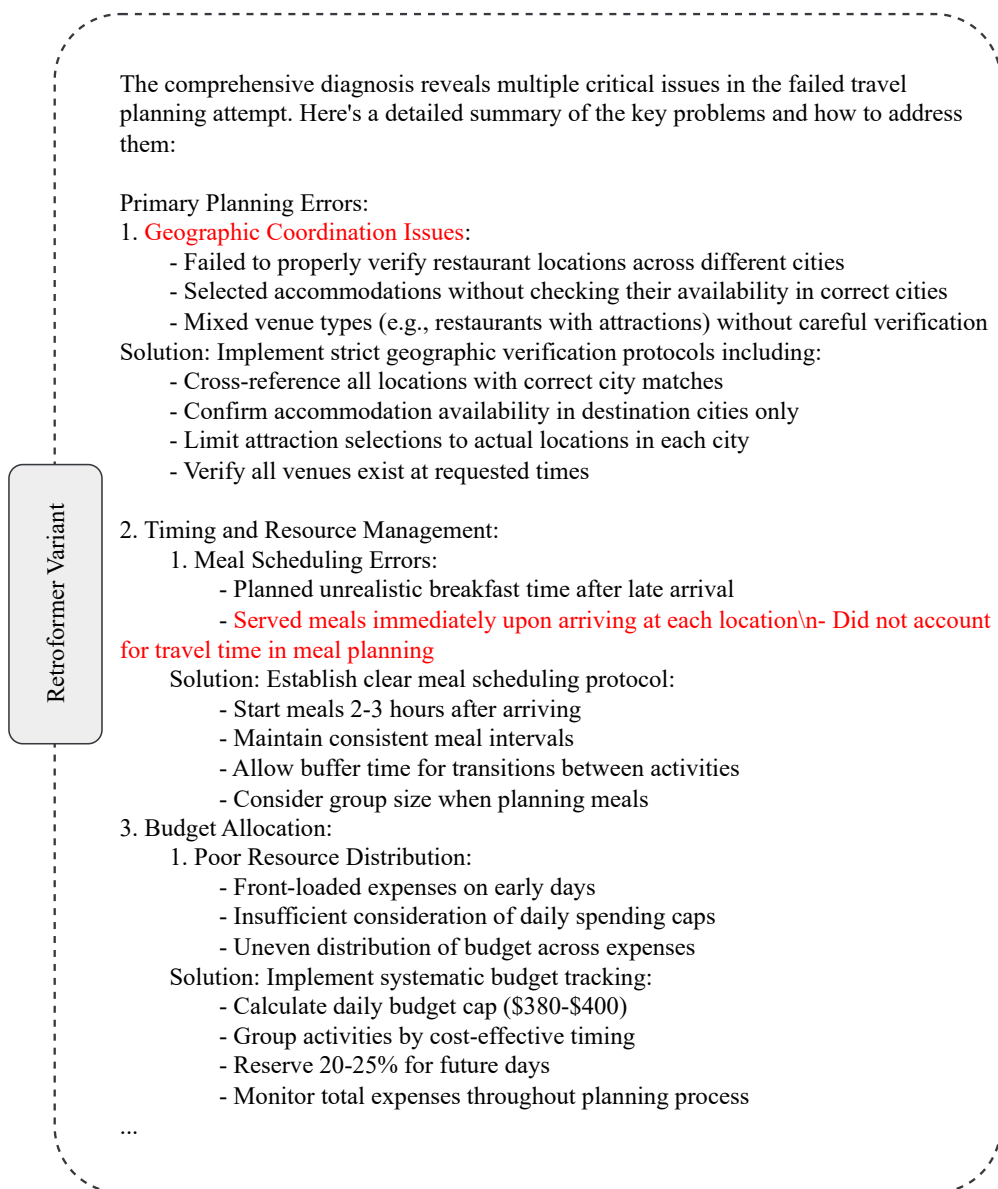 The comprehensive diagnosis reveals multiple critical issues in the failed travel
planning attempt. Here's a detailed summary of the key problems and how to address
them:
Primary Planning Errors:
1. Geographic Coordination Issues:
- Failed to properly verify restaurant locations across different cities
- Selected accommodations without checking their availability in correct cities
- Mixed venue types (e.g., restaurants with attractions) without careful verification
Solution: Implement strict geographic verification protocols including:
- Cross-reference all locations with correct city matches
- Confirm accommodation availability in destination cities only
- Limit attraction selections to actual locations in each city
- Verify all venues exist at requested times
Retroformer Variant
2. Timing and Resource Management:
1. Meal Scheduling Errors:
- Planned unrealistic breakfast time after late arrival
- Served meals immediately upon arriving at each location\n- Did not account
for travel time in meal planning
Solution: Establish clear meal scheduling protocol:
- Start meals 2-3 hours after arriving
- Maintain consistent meal intervals
- Allow buffer time for transitions between activities
- Consider group size when planning meals
3. Budget Allocation:
1. Poor Resource Distribution:
- Front-loaded expenses on early days
- Insufficient consideration of daily spending caps
- Uneven distribution of budget across expenses
Solution: Implement systematic budget tracking:
- Calculate daily budget cap ($380-$400)
- Group activities by cost-effective timing
- Reserve 20-25% for future days
- Monitor total expenses throughout planning process
...